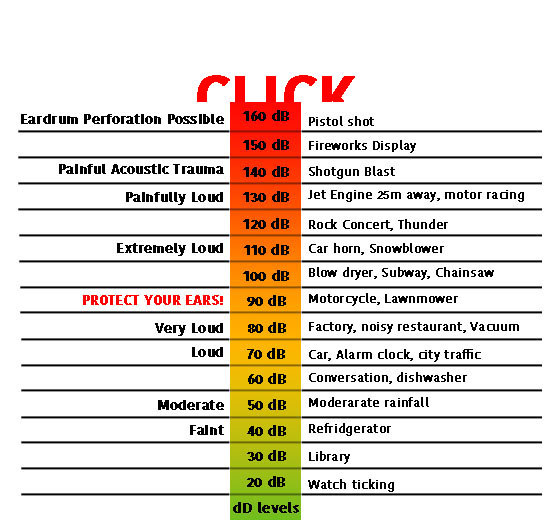 CLICK
Eardrum Perforation Possible 160 dB Pistol shot
150 dB Fireworks Display
Painful Acoustic Trauma 140 dB Shotgun Blast
Painfully Loud 130 dB Jet Engine 25m away, motor racing
120 dB Rock Concert, Thunder
Extremely Loud 110 dB Car horn, Snowblower
100 dB Blow dryer, Subway, Chainsaw
PROTECT YOUR EARS! 90 dB Motorcycle, Lawnmower
Very Loud 80 dB Factory, noisy restaurant, Vacuum
Loud 70 dB Car, Alarm clock, city traffic
60 dB Conversation, dishwasher
Moderate 50 dB Moderarate rainfall
Faint 40 dB Refridgerator
30 dB Library
20 dB Watch ticking
dD levels